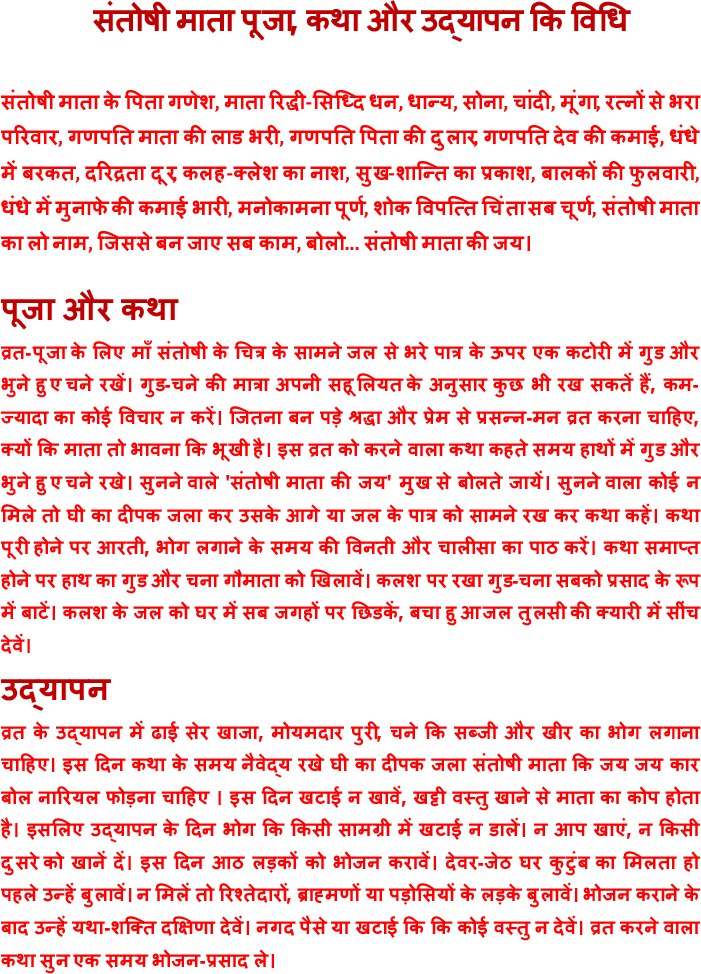 संतोषी माता पूजा, कथा और उद्यापन कि विधि
संतोषी माता के पिता गणेश, माता रिद्धी-सिध्दि धन, धान्य, सोना, चांदी, मूंगा, रत्नों से भरा
परिवार, गणपति माता की लाड भरी, गणपति पिता की दुलार, गणपति देव की कमाई, धंधे
में बरकत, दरिद्रता दूर, कलह-क्लेश का नाश, सुख-शान्ति का प्रकाश, बालकों की फुलवारी,
धंधे में मुनाफे की कमाई भारी, मनोकामना पूर्ण, शोक विपत्ति चिंता सब चूर्ण, संतोषी माता
का लो नाम, जिससे बन जाए सब काम, बोलो... संतोषी माता की जय।
पूजा और कथा
व्रत-पूजा के लिए माँ संतोषी के चित्र के सामने जल से भरे पात्र के ऊपर एक कटोरी में गुड और
भुने हुए चने रखें। गुड-चने की मात्रा अपनी सहूलियत के अनुसार कुछ भी रख सकतें हैं, कम-
ज्यादा का कोई विचार न करें। जितना बन पड़े श्रद्धा और प्रेम से प्रसन्न-मन व्रत करना चाहिए,
क्यों कि माता तो भावना कि भूखी है। इस व्रत को करने वाला कथा कहते समय हाथों में गुड और
भुने हुए चने रखे। सुनने वाले 'संतोषी माता की जय' मुख से बोलते जायें। सुनने वाला कोई न
मिले तो घी का दीपक जला कर उसके आगे या जल के पात्र को सामने रख कर कथा कहें। कथा
पूरी होने पर आरती, भोग लगाने के समय की विनती और चालीसा का पाठ करें। कथा समाप्त
होने पर हाथ का गुड और चना गौमाता को खिलावें। कलश पर रखा गुड-चना सबको प्रसाद के रूप
में बाटें। कलश के जल को घर में सब जगहों पर छिडकें, बचा हुआ जल तुलसी की क्यारी में सींच
देवें।
उद्यापन
व्रत के उद्यापन में ढाई सेर खाजा, मोयमदार पुरी, चने कि सब्जी और खीर का भोग लगाना
चाहिए। इस दिन कथा के समय नैवेद्य रखे घी का दीपक जला संतोषी माता कि जय जय कार
बोल नारियल फोड़ना चाहिए । इस दिन खटाई न खावें, खट्टी वस्तु खाने से माता का कोप होता
है। इसलिए उद्यापन के दिन भोग कि किसी सामग्री में खटाई न डालें। न आप खाएं, न किसी
दुसरे को खानें दें। इस दिन आठ लड़कों को भोजन करावें। देवर-जेठ घर कुटुंब का मिलता हो
पहले उन्हें बुलावें। न मिलें तो रिश्तेदारों, ब्राह्मणों या पड़ोसियों के लड़के बुलावें। भोजन कराने के
बाद उन्हें यथा-शक्ति दक्षिणा देवें। नगद पैसे या खटाई कि कि कोई वस्तु न देवें। व्रत करने वाला
कथा सुन एक समय भोजन-प्रसाद ले।